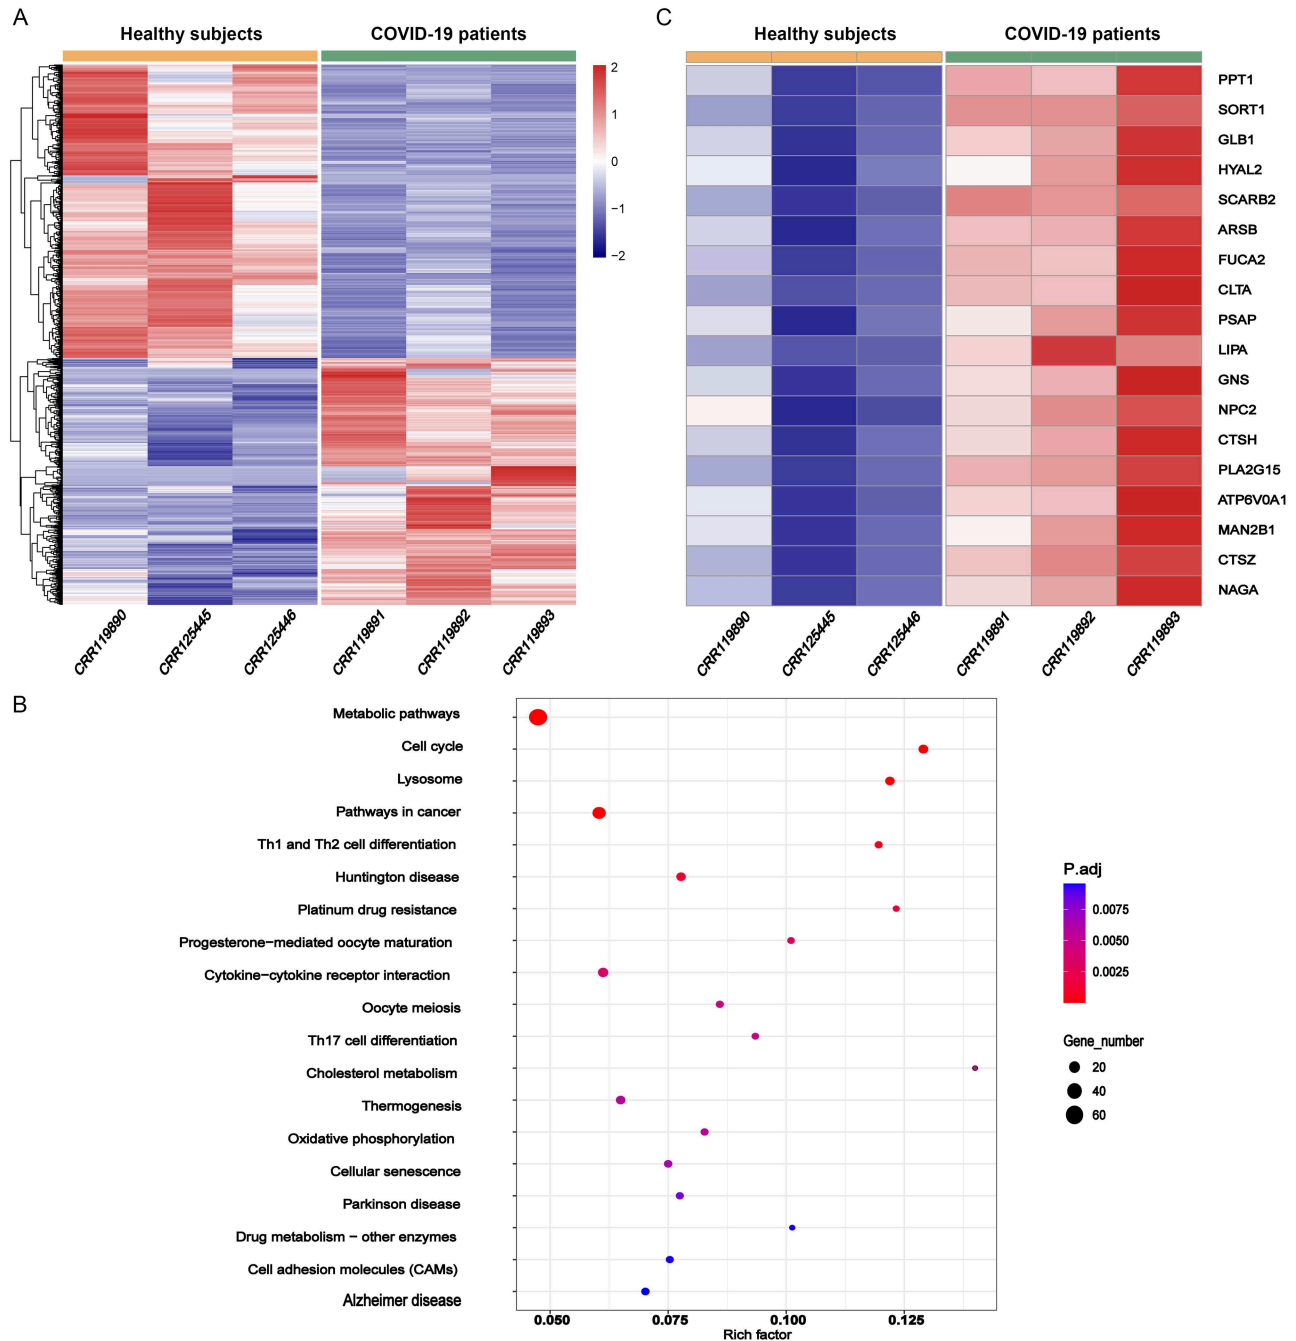 A
Healthy subjects
COVID-19 patients
2
1
0
−1
−2
CRR119890
CRR125445
CRR125446
CRR119891
CRR119892
CRR119893
C
Healthy subjects
COVID-19 patients
PPT1
SORT1
GLB1
HYAL2
SCARB2
ARSB
FUCA2
CLTA
PSAP
LIPA
GNS
NPC2
CTSH
PLA2G15
ATP6V0A1
MAN2B1
CTSZ
NAGA
CRR119890
CRR125445
CRR125446
CRR119891
CRR119892
CRR119893
B
Metabolic pathways
Cell cycle
Lysosome
Pathways in cancer
Th1 and Th2 cell differentiation
Huntington disease
Platinum drug resistance
Progesterone−mediated oocyte maturation
Cytokine−cytokine receptor interaction
Oocyte meiosis
Th17 cell differentiation
Cholesterol metabolism
Thermogenesis
Oxidative phosphorylation
Cellular senescence
Parkinson disease
Drug metabolism − other enzymes
Cell adhesion molecules (CAMs)
Alzheimer disease
0.050
0.075
0.100
0.125
Rich factor
P.adj
0.0075
0.0050
0.0025
Gene_number
20
40
60